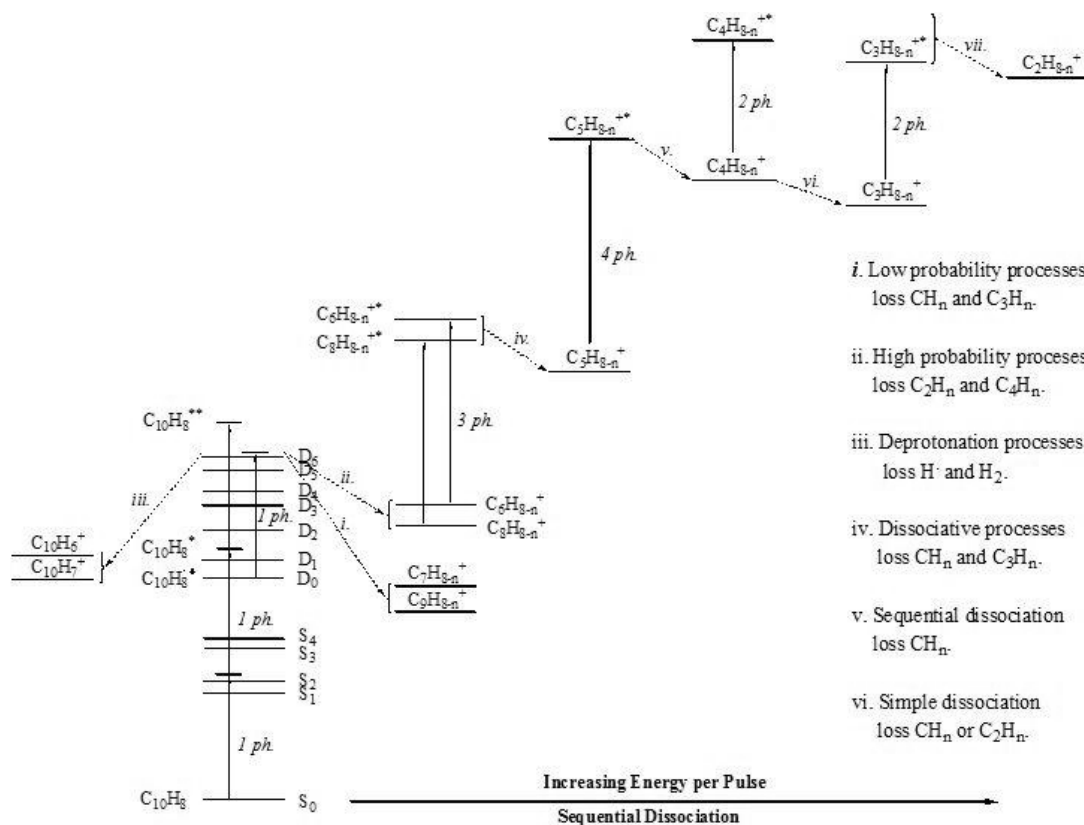 C₄H₈₋ₙ⁺*
C₃H₈₋ₙ⁺*
vii.
C₂H₈₋ₙ⁺
2 ph.
2 ph.
C₅H₈₋ₙ⁺*
v.
C₄H₈₋ₙ⁺
vi.
C₃H₈₋ₙ⁺
4 ph.
C₆H₈₋ₙ⁺*
C₈H₈₋ₙ⁺*
iv.
C₅H₈₋ₙ⁺
3 ph.
C₁₀H₈**
D₆
D₅
D₄
D₃
D₂
D₁
D₀
iii.
ii.
i.
1 ph.
C₆H₈₋ₙ⁺
C₈H₈₋ₙ⁺
C₁₀H₆⁺
C₁₀H₇⁺
C₁₀H₈*
C₁₀H₈⁺
C₇H₈₋ₙ⁺
C₉H₈₋ₙ⁺
1 ph.
S₄
S₃
S₂
S₁
1 ph.
C₁₀H₈
S₀
Increasing Energy per Pulse
Sequential Dissociation
i. Low probability processes
loss CHₙ and C₃Hₙ.
ii. High probability proceses
loss C₂Hₙ and C₄Hₙ.
iii. Deprotonation processes
loss H· and H₂.
iv. Dissociative processes
loss CHₙ and C₃Hₙ.
v. Sequential dissociation
loss CHₙ.
vi. Simple dissociation
loss CHₙ or C₂Hₙ.